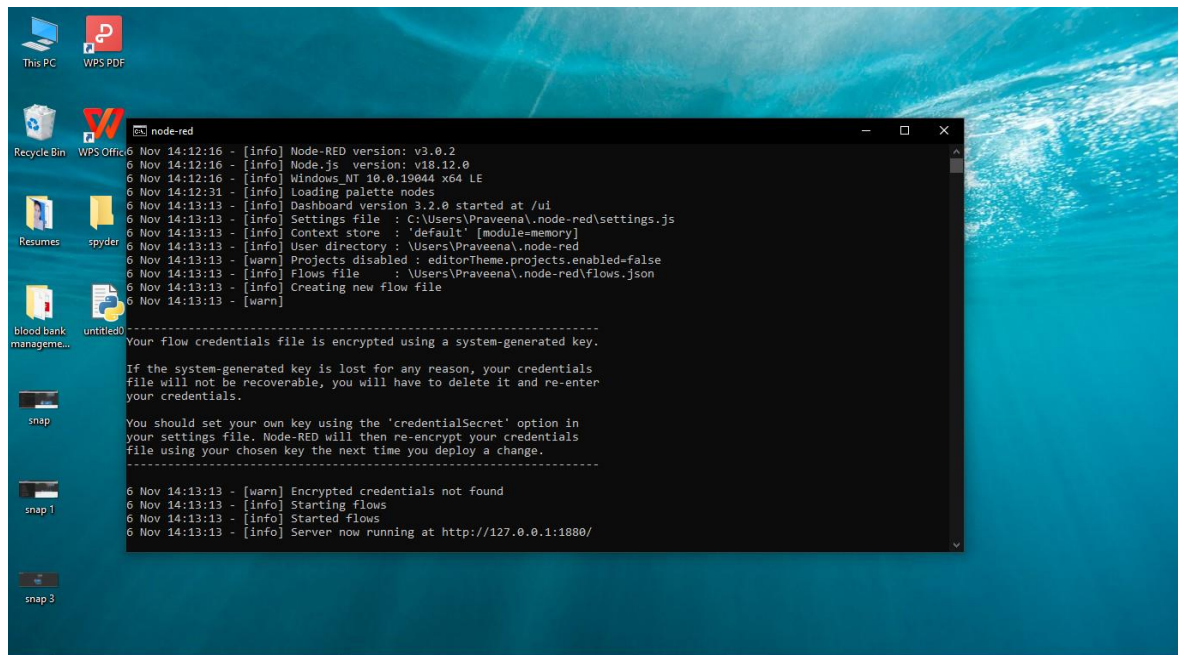 This PC
WPS PDF
Recycle Bin
WPS Offic
Resumes
spyder
blood bank
manageme...
untitled0
snap
snap 1
snap 3
node-red
6 Nov 14:12:16 - [info] Node-RED version: v3.0.2
6 Nov 14:12:16 - [info] Node.js  version: v18.12.0
6 Nov 14:12:16 - [info] Windows_NT 10.0.19044 x64 LE
6 Nov 14:12:31 - [info] Loading palette nodes
6 Nov 14:13:13 - [info] Dashboard version 3.2.0 started at /ui
6 Nov 14:13:13 - [info] Settings file  : C:\Users\Praveena\.node-red\settings.js
6 Nov 14:13:13 - [info] Context store  : 'default' [module=memory]
6 Nov 14:13:13 - [info] User directory : \Users\Praveena\.node-red
6 Nov 14:13:13 - [warn] Projects disabled : editorTheme.projects.enabled=false
6 Nov 14:13:13 - [info] Flows file     : \Users\Praveena\.node-red\flows.json
6 Nov 14:13:13 - [info] Creating new flow file
6 Nov 14:13:13 - [warn]
---------------------------------------------------------------------
Your flow credentials file is encrypted using a system-generated key.
If the system-generated key is lost for any reason, your credentials
file will not be recoverable, you will have to delete it and re-enter
your credentials.
You should set your own key using the 'credentialSecret' option in
your settings file. Node-RED will then re-encrypt your credentials
file using your chosen key the next time you deploy a change.
---------------------------------------------------------------------
6 Nov 14:13:13 - [warn] Encrypted credentials not found
6 Nov 14:13:13 - [info] Starting flows
6 Nov 14:13:13 - [info] Started flows
6 Nov 14:13:13 - [info] Server now running at http://127.0.0.1:1880/